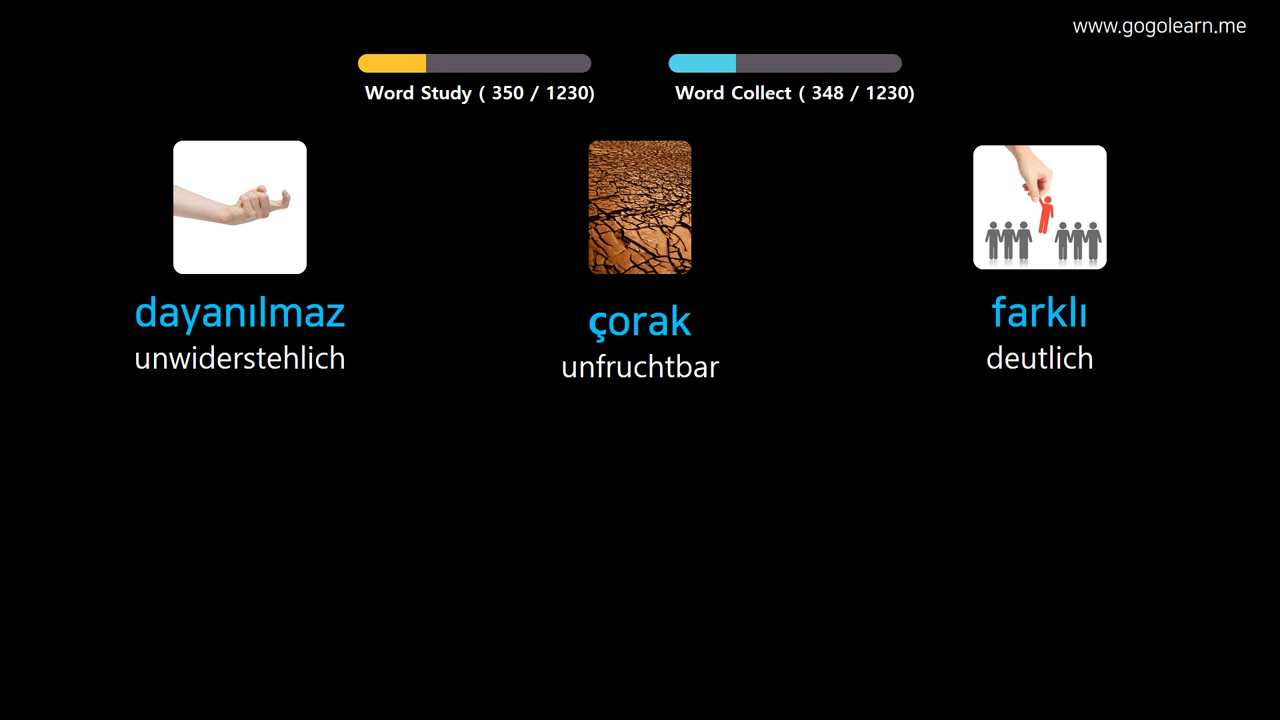 www.gogolearn.me
Word Study ( 350 / 1230)
Word Collect ( 348 / 1230)
dayanılmaz
unwiderstehlich
çorak
unfruchtbar
farklı
deutlich